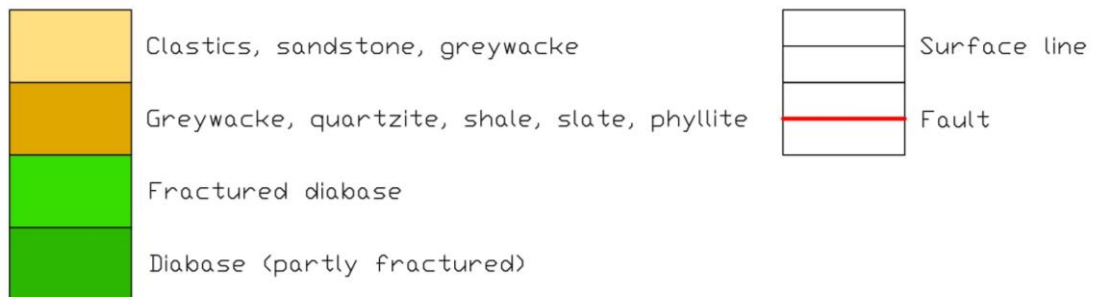 Clastics, sandstone, greywacke
Greywacke, quartzite, shale, slate, phyllite
Fractured diabase
Diabase (partly fractured)
Surface line
Fault